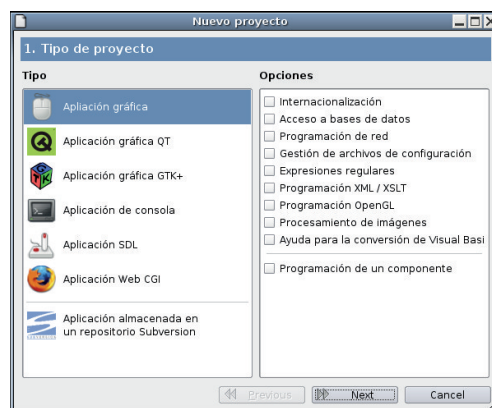 Nuevo proyecto
1. Tipo de proyecto
Tipo
Apliación gráfica
Aplicación gráfica QT
Aplicación gráfica GTK+
Aplicación de consola
Aplicación SDL
Aplicación Web CGI
Aplicación almacenada en
un repositorio Subversion
Opciones
Internacionalización
Acceso a bases de datos
Programación de red
Gestión de archivos de configuración
Expresiones regulares
Programación XML / XSLT
Programación OpenGL
Procesamiento de imágenes
Ayuda para la conversión de Visual Basi
Programación de un componente
Previous
Next
Cancel